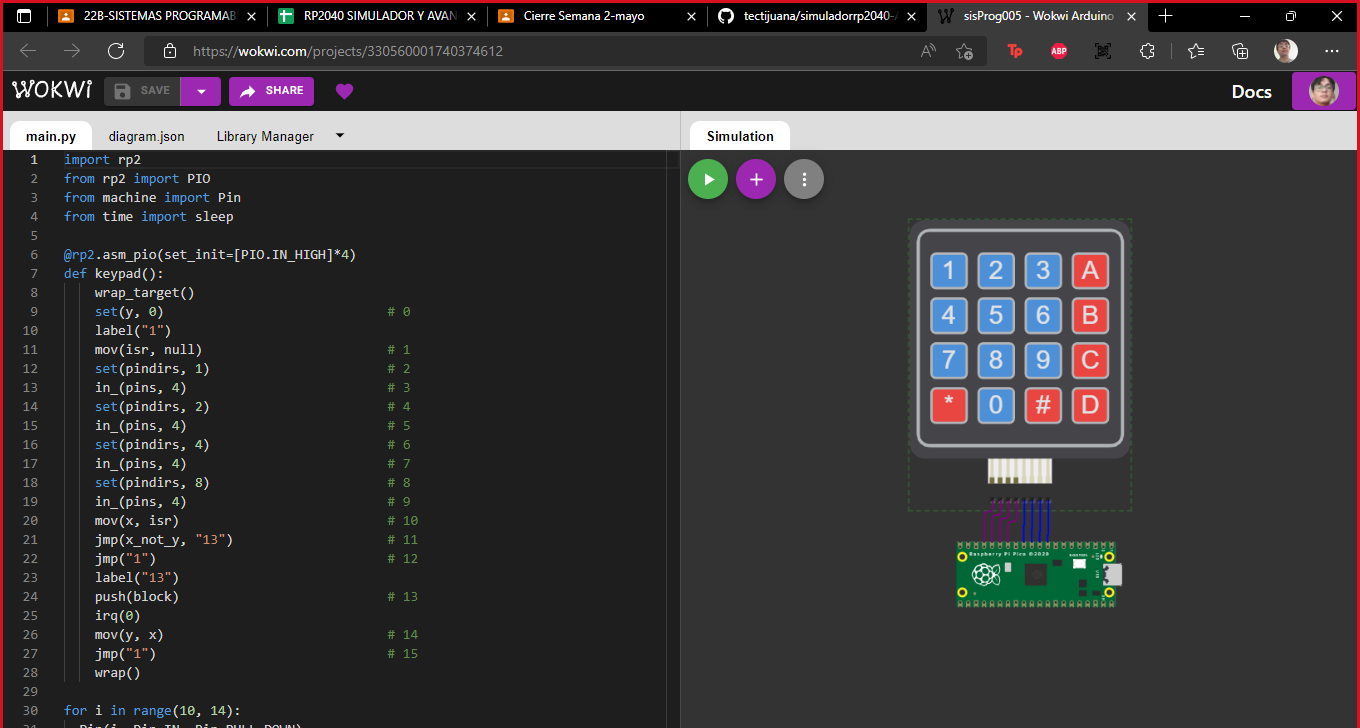 22B-SISTEMAS PROGRAMAB
RP2040 SIMULADOR Y AVAN
Cierre Semana 2-mayo
tectijuana/simuladorrp2040-
sisProg005 - Wokwi Arduino
https://wokwi.com/projects/330560001740374612
Tp
ABP
WOKWi
SAVE
SHARE
Docs
main.py
diagram.json
Library Manager
Simulation
1 import rp2
2 from rp2 import PIO
3 from machine import Pin
4 from time import sleep
5
6 @rp2.asm_pio(set_init=[PIO.IN_HIGH]*4)
7 def keypad():
8 wrap_target()
9 set(y, 0) # 0
10 label("1")
11 mov(isr, null) # 1
12 set(pindirs, 1) # 2
13 in_(pins, 4) # 3
14 set(pindirs, 2) # 4
15 in_(pins, 4) # 5
16 set(pindirs, 4) # 6
17 in_(pins, 4) # 7
18 set(pindirs, 8) # 8
19 in_(pins, 4) # 9
20 mov(x, isr) # 10
21 jmp(x_not_y, "13") # 11
22 jmp("1") # 12
23 label("13")
24 push(block) # 13
25 irq(0)
26 mov(y, x) # 14
27 jmp("1") # 15
28 wrap()
29
30 for i in range(10, 14):
31 Pin(i, Pin.IN, Pin.PULL_DOWN)
1 2 3 A
4 5 6 B
7 8 9 C
* 0 # D
Raspberry Pi Pico ©2020